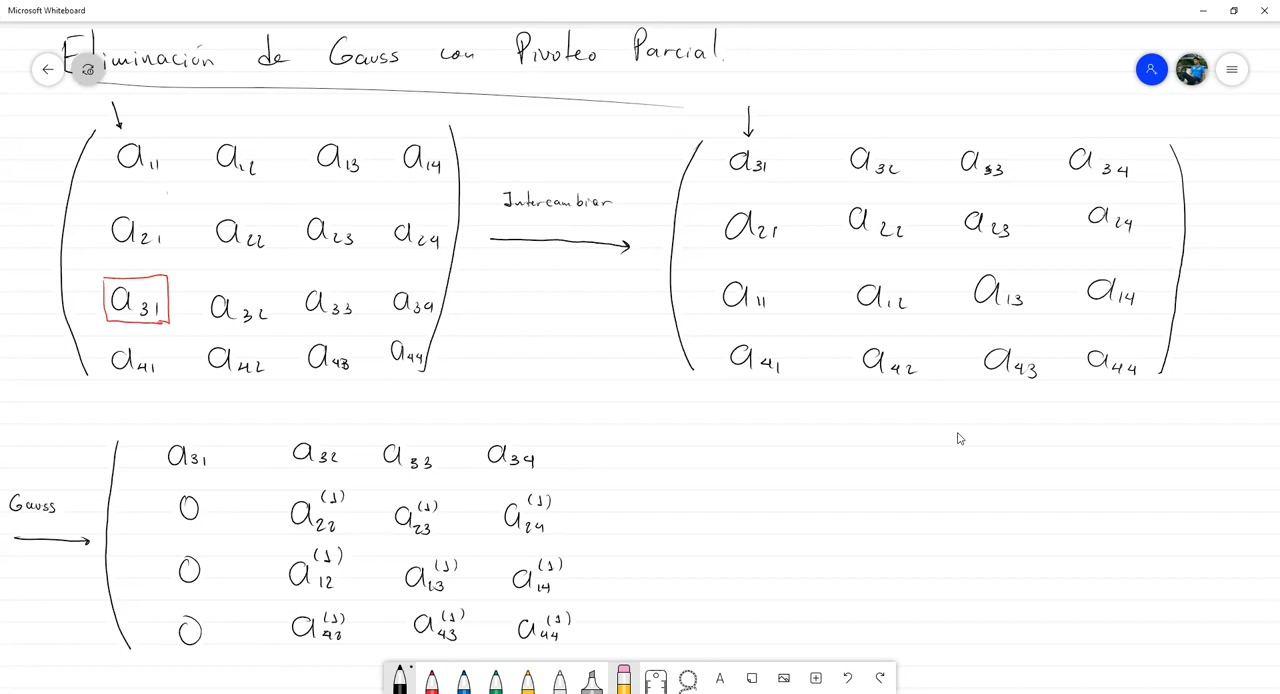 Microsoft Whiteboard
Eliminación de Gauss con Pivoteo Parcial.
a11 a12 a13 a14
a21 a22 a23 a24
a31 a32 a33 a34
a41 a42 a43 a44
Intercambiar
a31 a32 a33 a34
a21 a22 a23 a24
a11 a12 a13 a14
a41 a42 a43 a44
Gauss
a31 a32 a33 a34
0 a22(1) a23(1) a24(1)
0 a12(1) a13(1) a14(1)
0 a42(1) a43(1) a44(1)
A